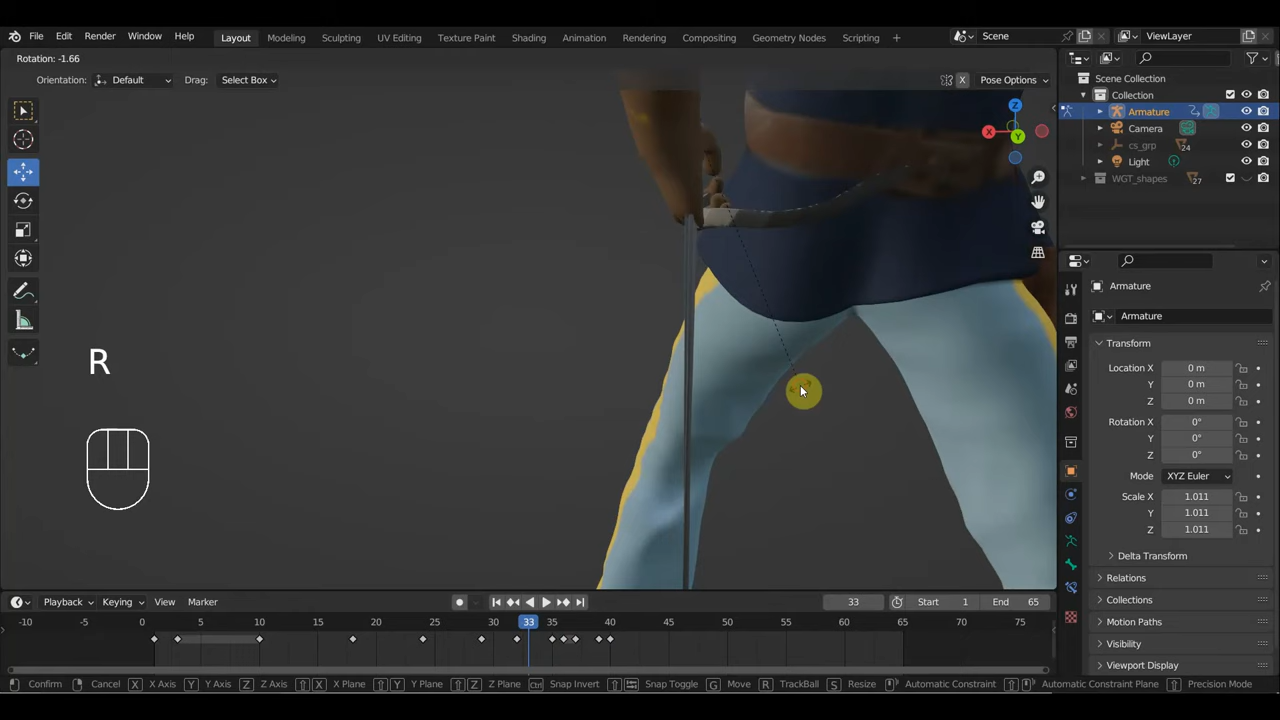 File Edit Render Window Help Layout Modeling Sculpting UV Editing Texture Paint Shading Animation Rendering Compositing Geometry Nodes Scripting + Scene ViewLayer
Rotation: -1.66
Orientation: Default Drag: Select Box X Pose Options
Scene Collection
Collection
Armature
Camera
cs_grp 24
Light
WGT_shapes 27
Z
X
Y
Armature
Armature
Transform
Location X 0 m
Y 0 m
Z 0 m
Rotation X 0°
Y 0°
Z 0°
Mode XYZ Euler
Scale X 1.011
Y 1.011
Z 1.011
Delta Transform
Relations
Collections
Motion Paths
Visibility
Viewport Display
R
Playback Keying View Marker 33 Start 1 End 65
-10 -5 0 5 10 15 20 25 30 33 35 40 45 50 55 60 65 70 75
Confirm Cancel X X Axis Y Y Axis Z Z Axis X X Plane Y Y Plane Z Z Plane Ctrl Snap Invert Snap Toggle G Move R TrackBall S Resize Automatic Constraint Automatic Constraint Plane Precision Mode